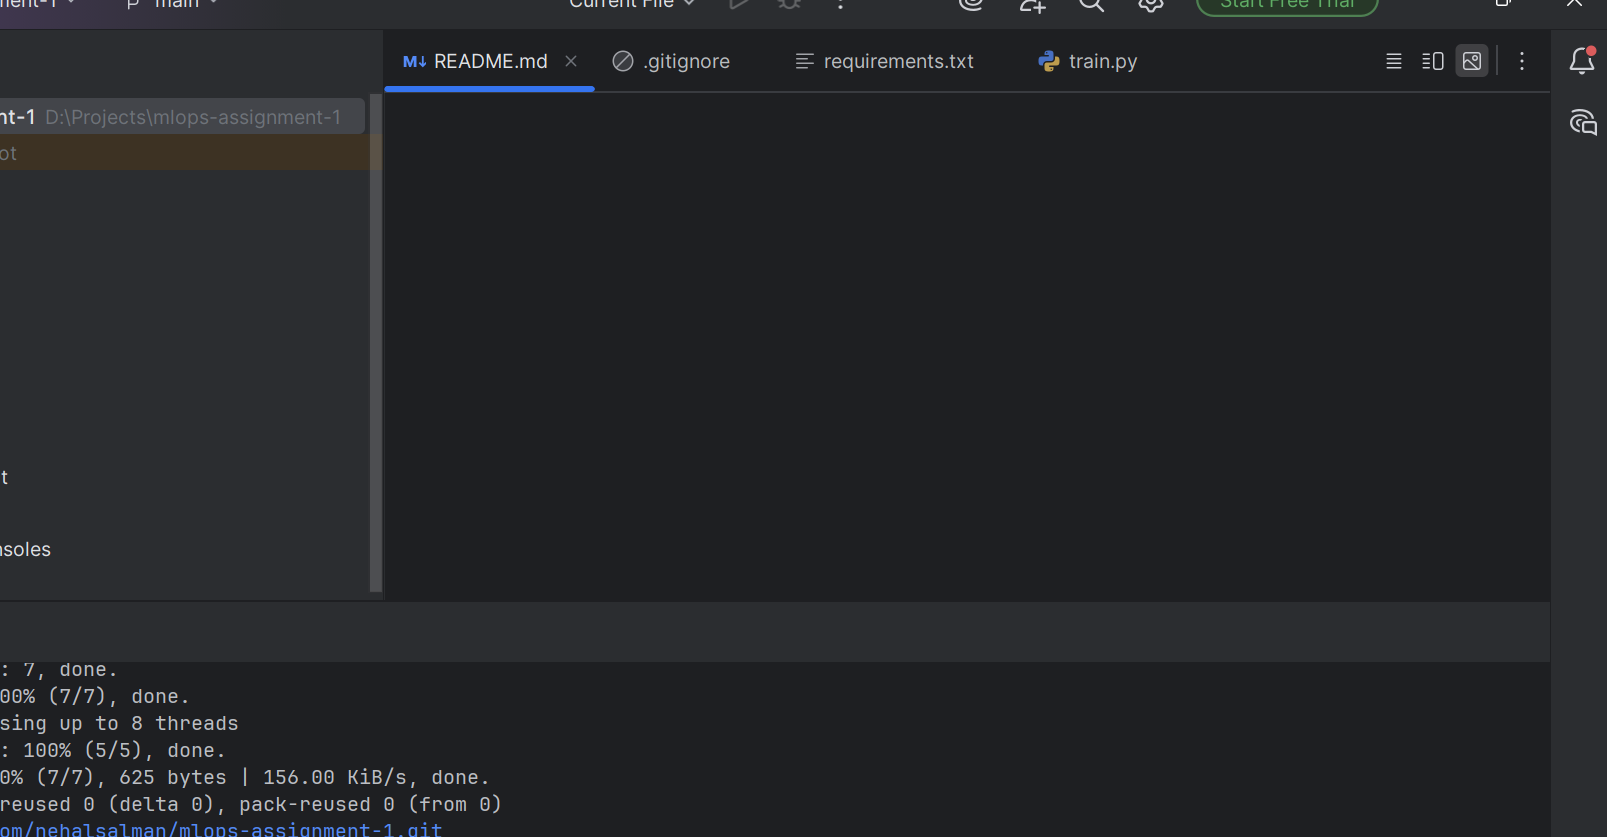 ment-1 main Current File Start Free Trial
M↓ README.md .gitignore requirements.txt train.py
nt-1 D:\Projects\mlops-assignment-1
ot
t
nsoles
: 7, done.
00% (7/7), done.
sing up to 8 threads
: 100% (5/5), done.
0% (7/7), 625 bytes | 156.00 KiB/s, done.
reused 0 (delta 0), pack-reused 0 (from 0)
om/nehalsalman/mlops-assignment-1.git